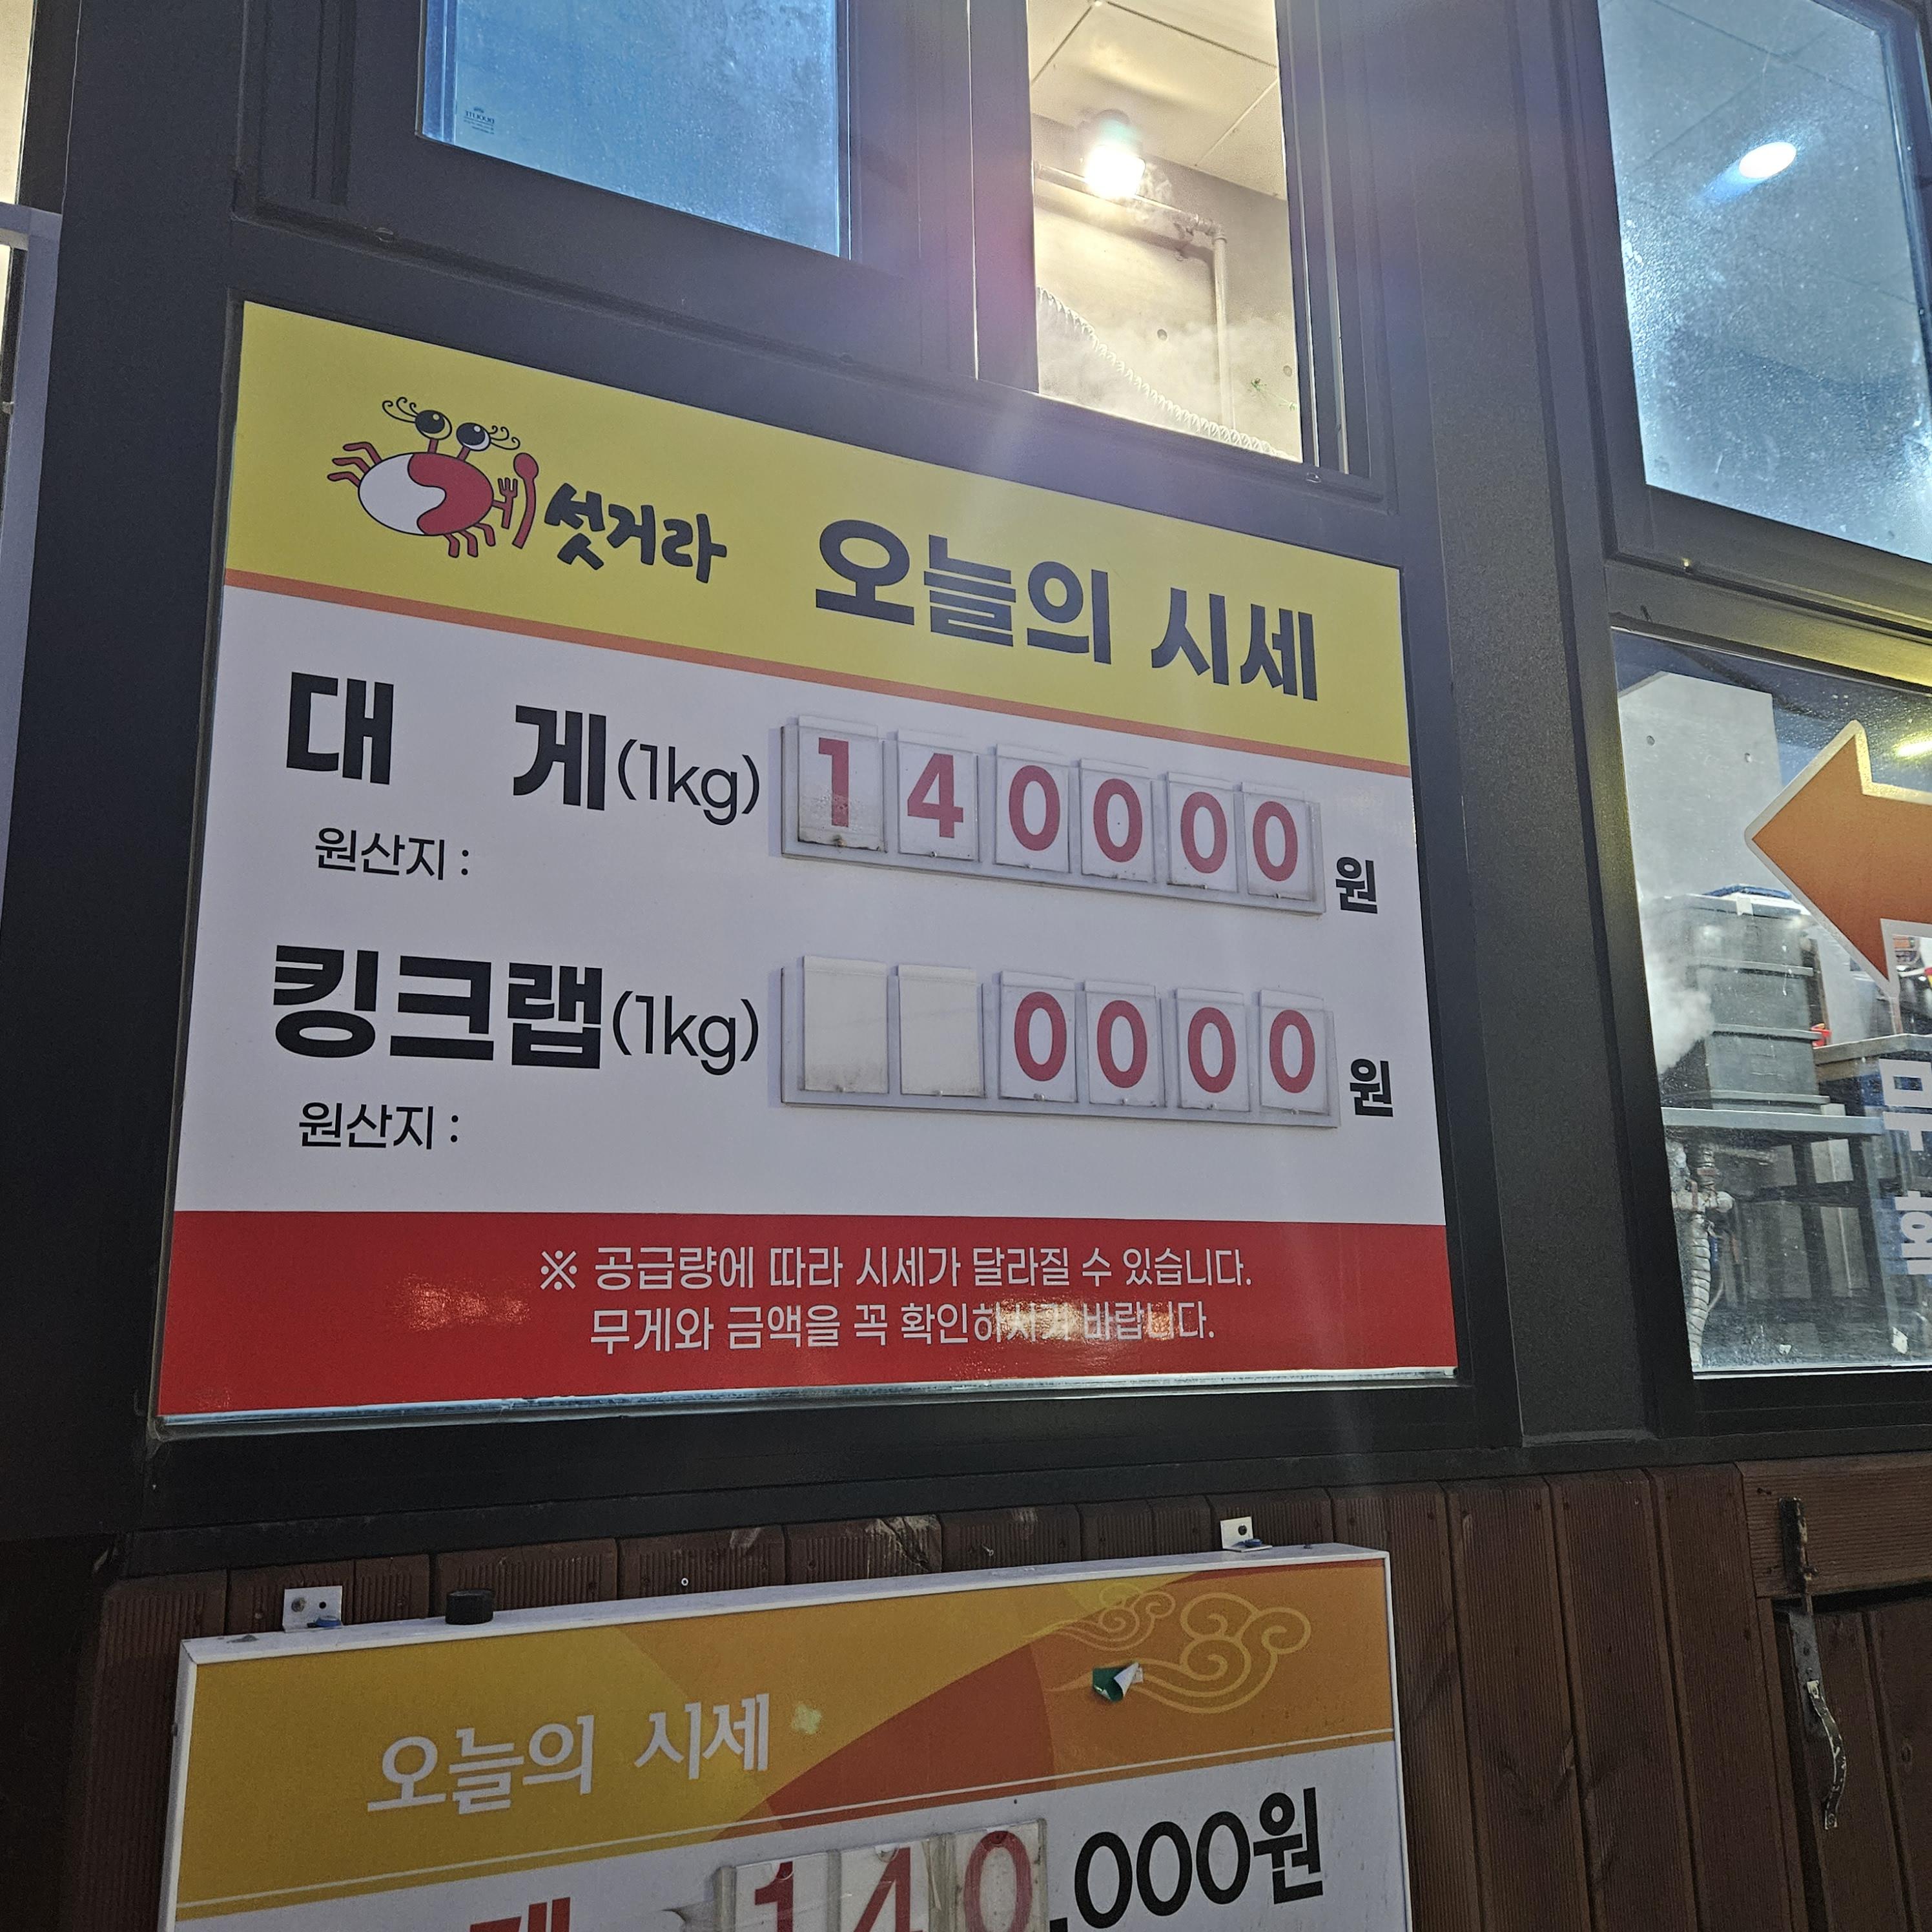 게섯거라 오늘의 시세
대 게(1kg) 140000 원
원산지 :
킹크랩(1kg) 0000 원
원산지 :
※ 공급량에 따라 시세가 달라질 수 있습니다.
무게와 금액을 꼭 확인하시기 바랍니다.
오늘의 시세
게 140,000원